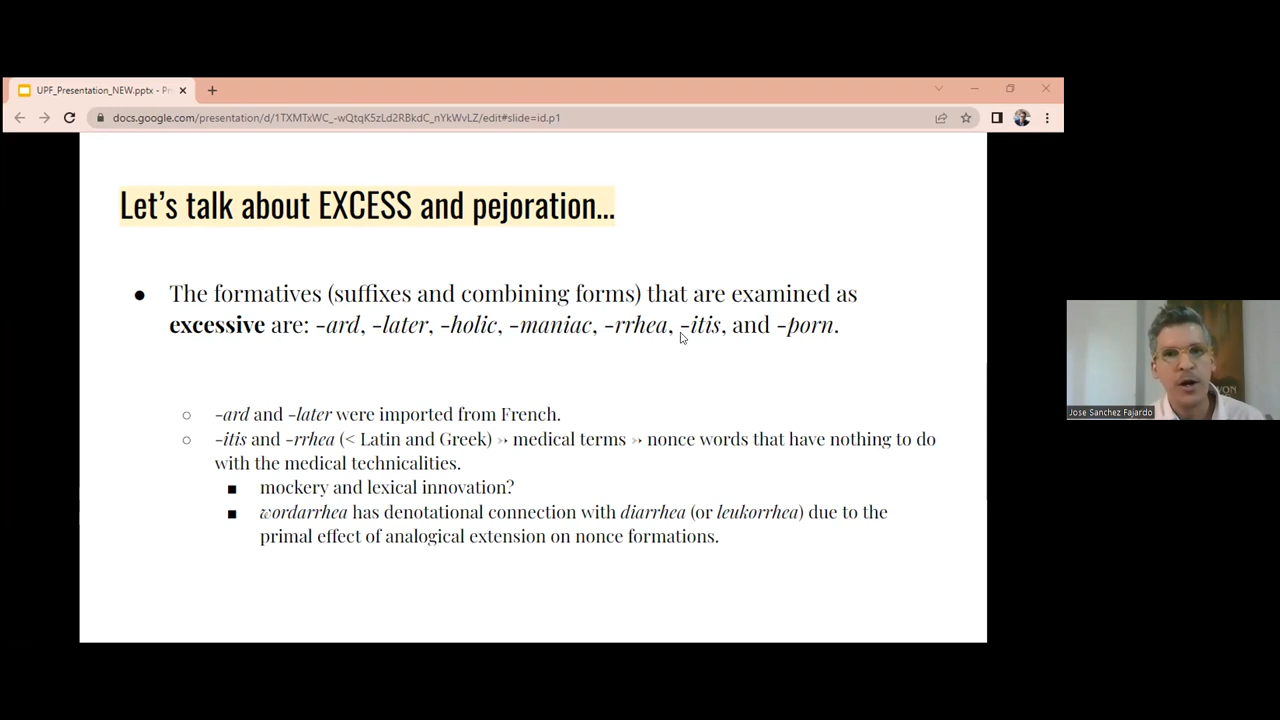 UPF_Presentation_NEW.pptx - Pr
docs.google.com/presentation/d/1TXMTxWC_-wQtqK5zLd2RBkdC_nYkWvLZ/edit#slide=id.p1
Let's talk about EXCESS and pejoration...
● The formatives (suffixes and combining forms) that are examined as
excessive are: -ard, -later, -holic, -maniac, -rrhea, -itis, and -porn.
○ -ard and -later were imported from French.
○ -itis and -rrhea (< Latin and Greek) ➳ medical terms ➳ nonce words that have nothing to do
with the medical technicalities.
■ mockery and lexical innovation?
■ wordarrhea has denotational connection with diarrhea (or leukorrhea) due to the
primal effect of analogical extension on nonce formations.
Jose Sanchez Fajardo